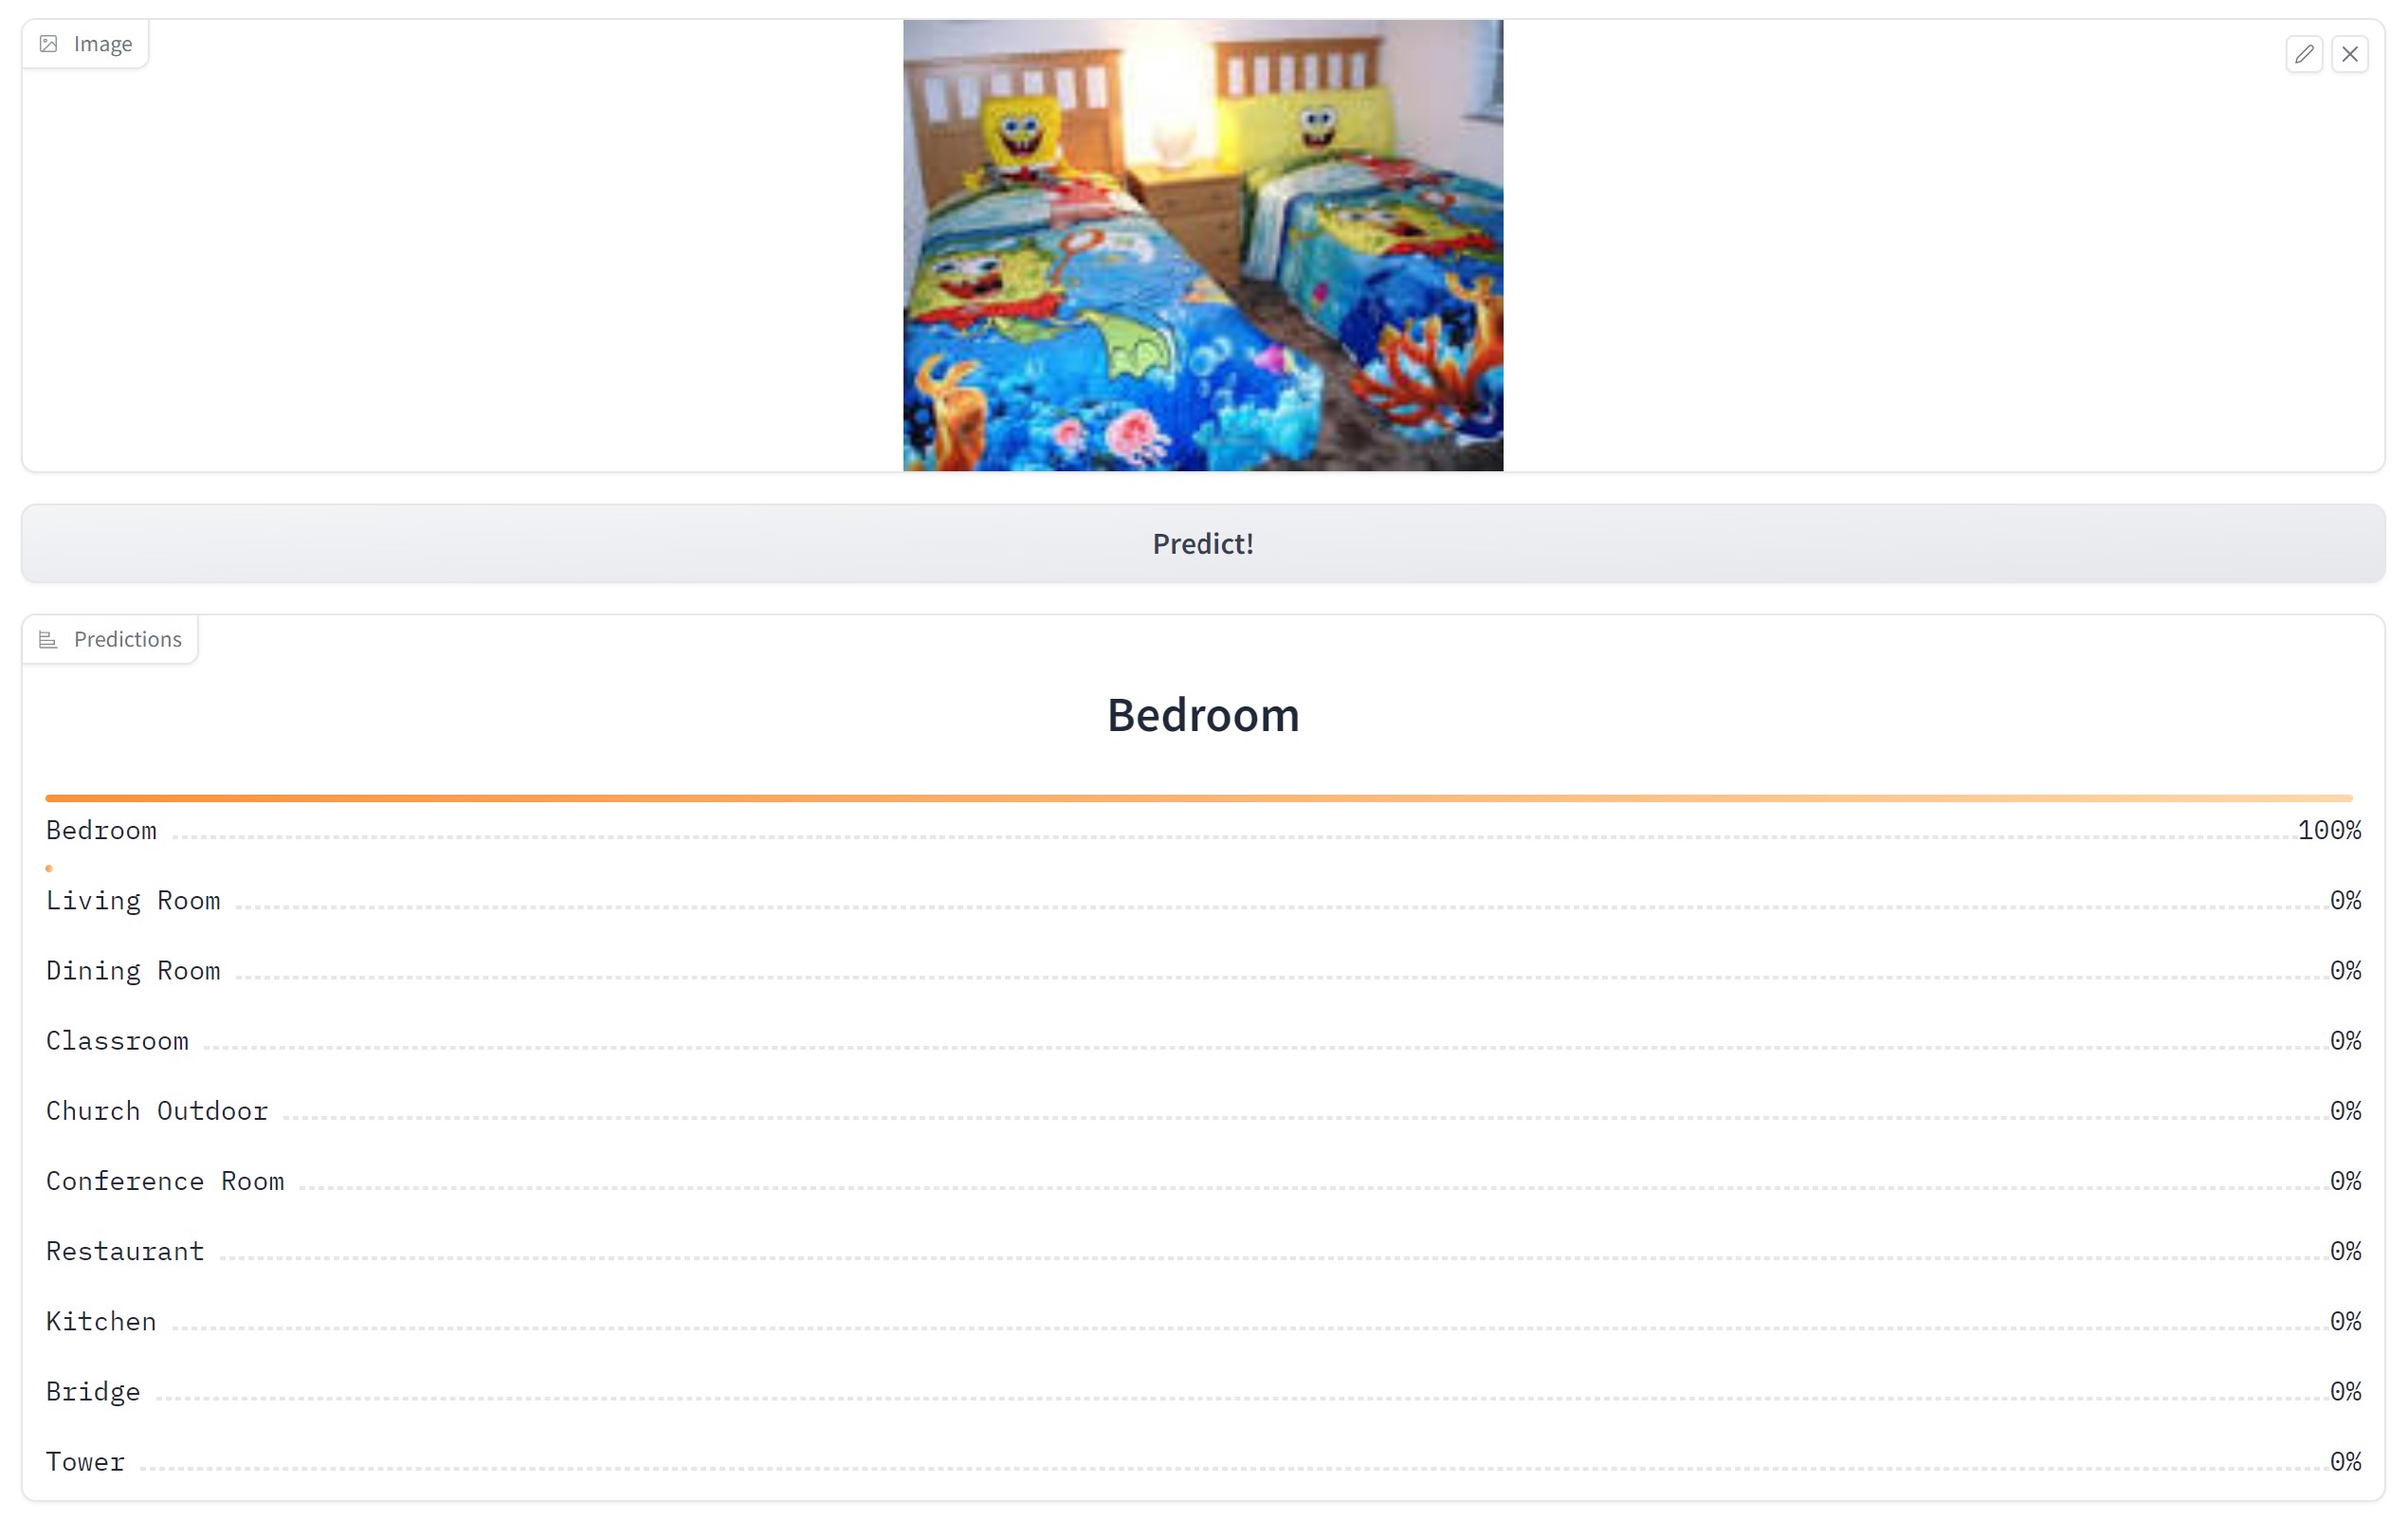 Image
Predict!
Predictions
Bedroom
Bedroom 100%
Living Room 0%
Dining Room 0%
Classroom 0%
Church Outdoor 0%
Conference Room 0%
Restaurant 0%
Kitchen 0%
Bridge 0%
Tower 0%